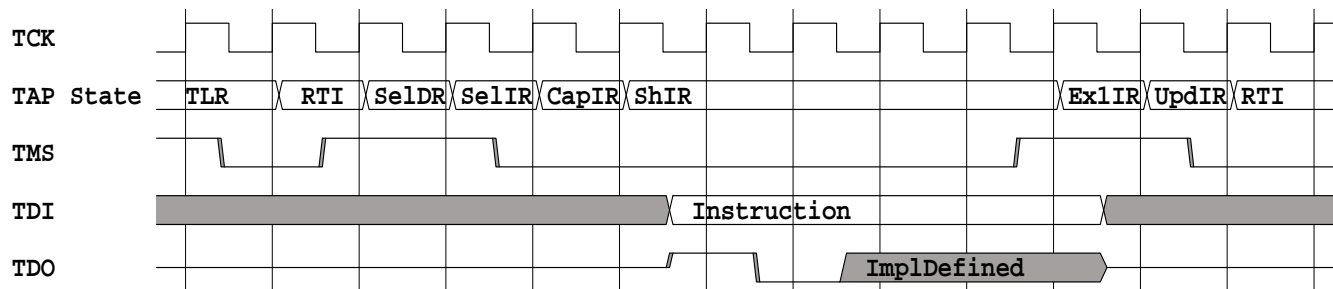 TCK
TAP State TLR RTI SelDR SelIR CapIR ShIR Ex1IR UpdIR RTI
TMS
TDI Instruction
TDO ImplDefined